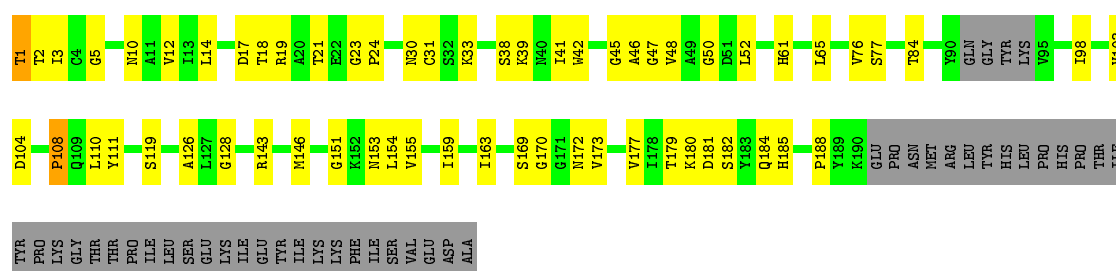 T1 T2 I3 C4 G5 N10 A11 V12 I13 L14 D17 T18 R19 A20 T21 E22 G23 P24 N30 C31 S32 K33 S38 K39 N40 I41 W42 G45 A46 G47 V48 A49 G50 D51 L52 H61 L65 V76 S77 T84 Y90 GLN GLY TYR LYS V95 I98
D104 P108 Q109 L110 Y111 S119 A126 L127 G128 R143 M146 G151 K152 N153 L154 V155 I159 I163 S169 G170 G171 N172 V173 V177 I178 T179 K180 D181 S182 Y183 Q184 H185 P188 Y189 K190 GLU PRO ASN MET ARG LEU TYR HIS LEU PRO HIS PRO THR
TYR PRO LYS GLY THR THR PRO ILE LEU SER GLU LYS ILE GLU TYR ILE LYS LYS PHE ILE SER VAL GLU ASP ALA